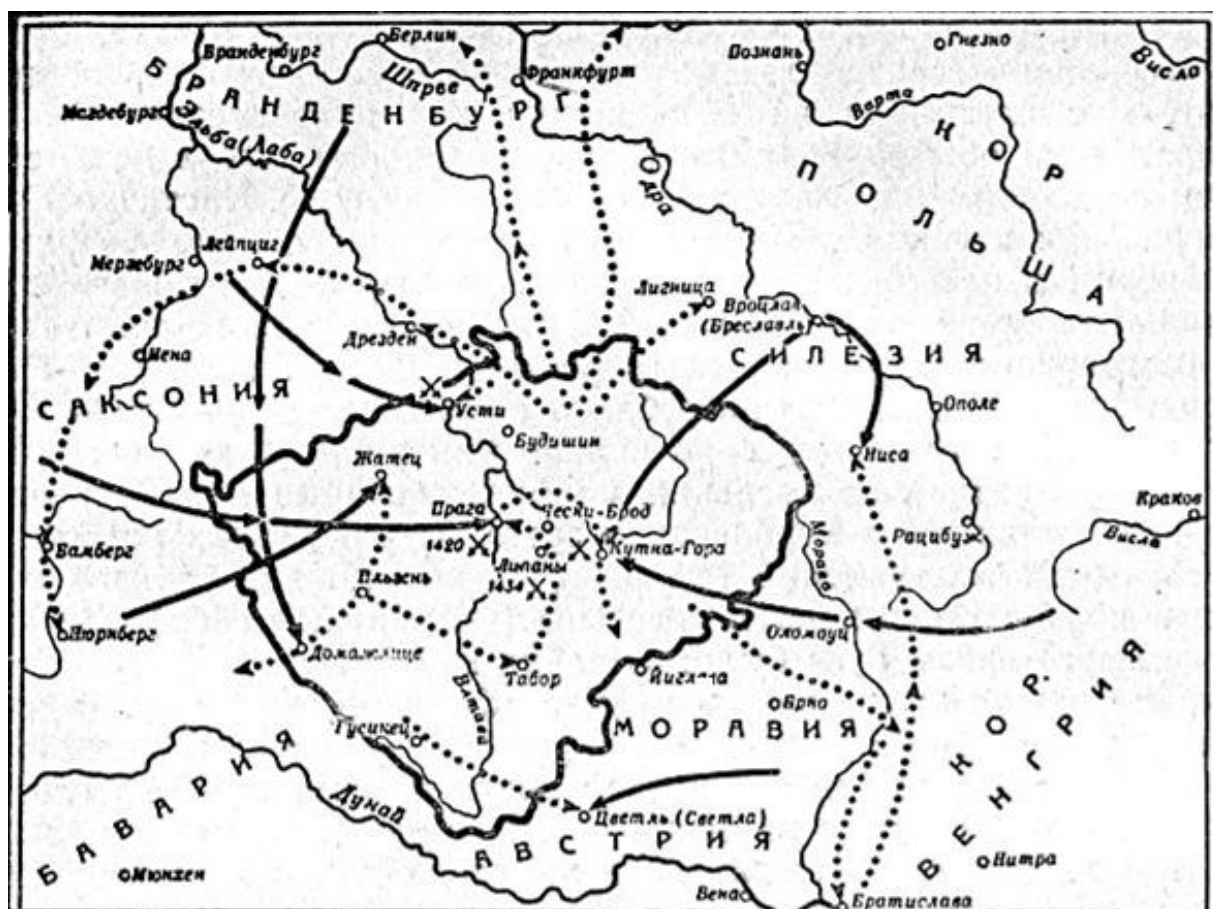 Берлин
Бранденбург
Шпрее
Франкфурт
Познань
Гнезно
Висла
БРАНДЕНБУРГ
Магдебург
Эльба (Лаба)
Варта
КОР.
ПОЛЬША
Одра
Лейпциг
Мерзебург
Лигница
Вроцлав
(Бреславль)
СИЛЕЗИЯ
Дрезден
Иена
САКСОНИЯ
Усти
Будишин
Ополе
Ниса
Жатец
Прага
Чески-Брод
Краков
Висла
Морава
Рацибуж
Бамберг
1420
Липаны
1434
Кутна-Гора
Пльзень
Нюрнберг
Оломоуц
Домажлице
Табор
Йиглава
Влтава
Брно
МОРАВИЯ
КОР.
ВЕНГРИЯ
Гусинец
БАВАРИЯ
Дунай
Цветль (Светла)
АВСТРИЯ
Мюнхен
Вена
Нитра
Братислава